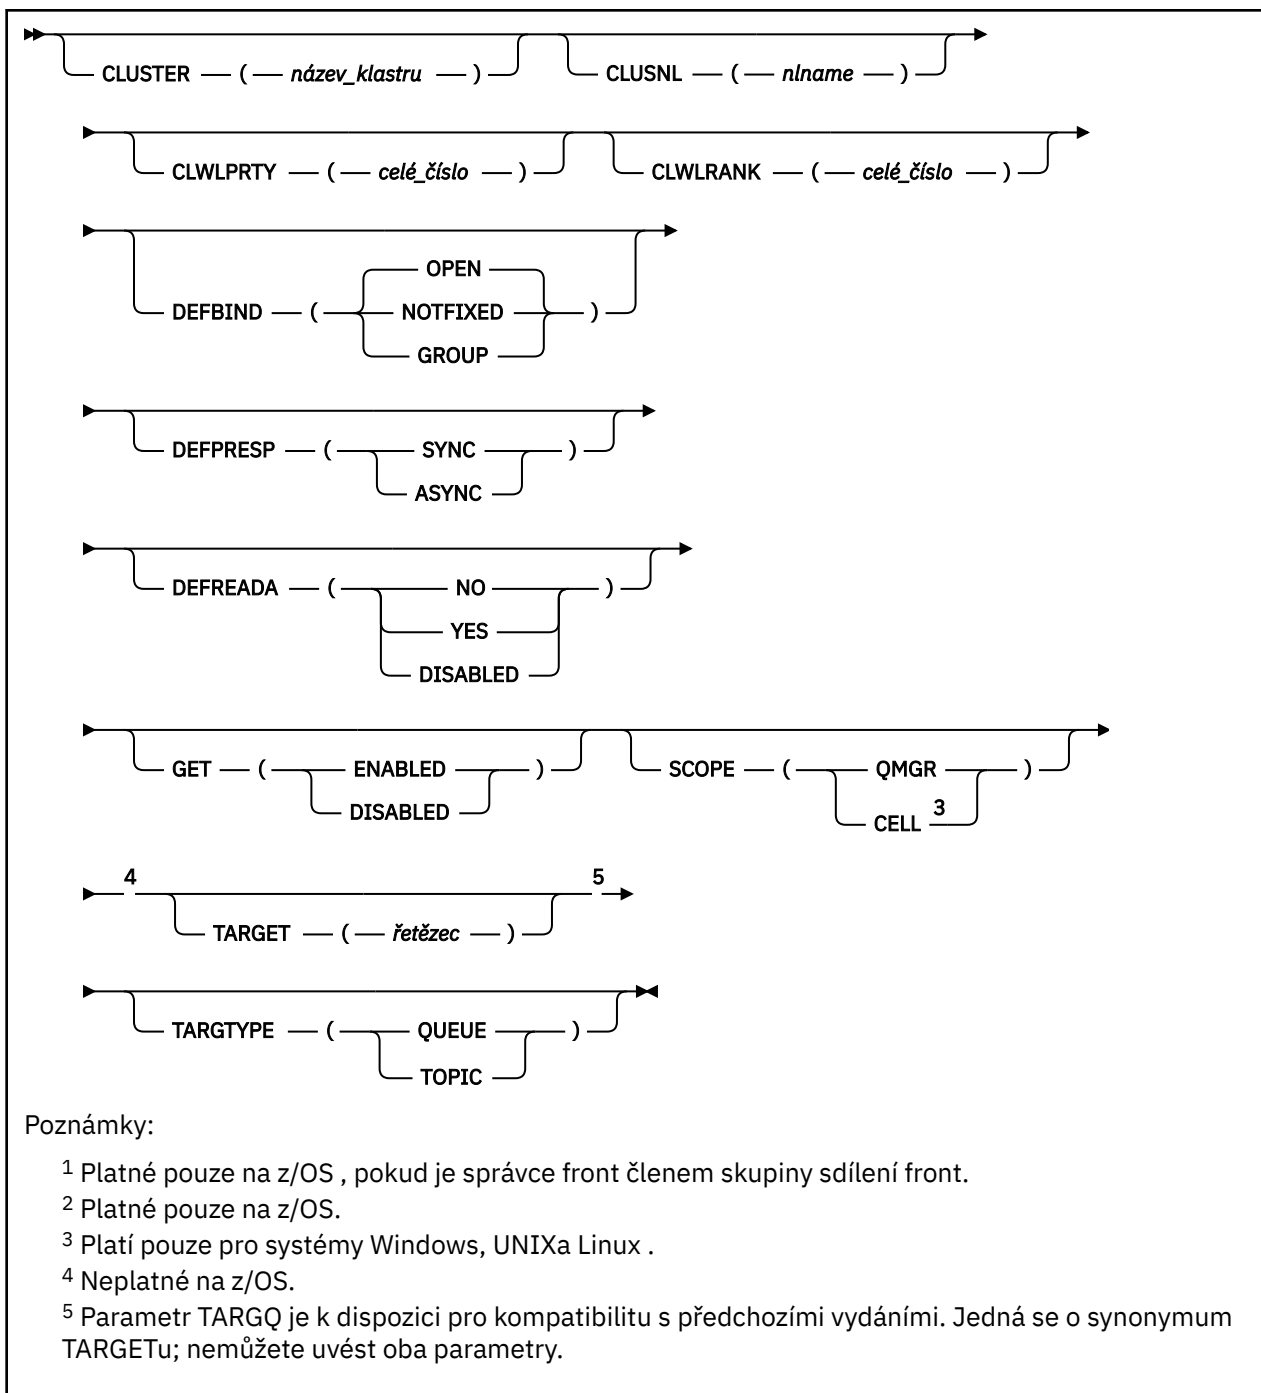 CLUSTER ( název_klastru ) CLUSNL ( nlname )
CLWLPRTY ( celé_číslo ) CLWLRANK ( celé_číslo )
OPEN
DEFBIND ( NOTFIXED )
GROUP
DEFPRESP ( SYNC )
ASYNC
DEFREADA ( NO )
YES
DISABLED
GET ( ENABLED ) SCOPE ( QMGR )
DISABLED CELL 3
4 5
TARGET ( řetězec )
TARGTYPE ( QUEUE )
TOPIC
Poznámky:
1 Platné pouze na z/OS , pokud je správce front členem skupiny sdílení front.
2 Platné pouze na z/OS.
3 Platí pouze pro systémy Windows, UNIXa Linux .
4 Neplatné na z/OS.
5 Parametr TARGQ je k dispozici pro kompatibilitu s předchozími vydáními. Jedná se o synonymum
TARGETu; nemůžete uvést oba parametry.